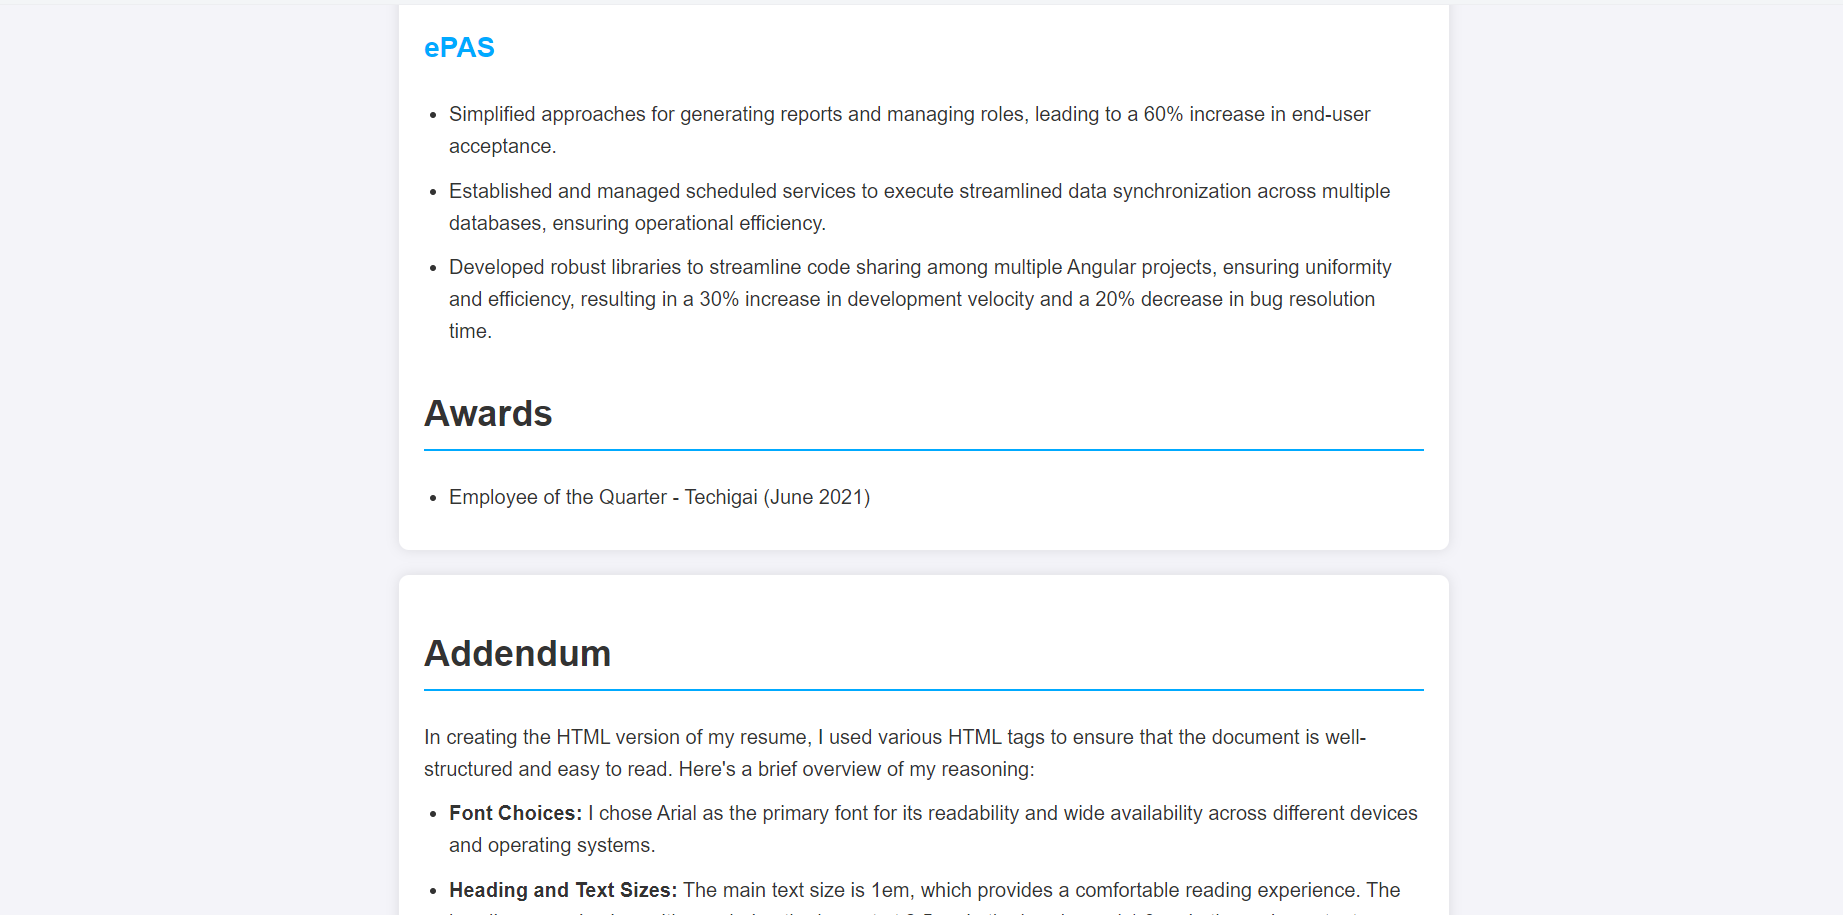 ePAS
Simplified approaches for generating reports and managing roles, leading to a 60% increase in end-user
acceptance.
Established and managed scheduled services to execute streamlined data synchronization across multiple
databases, ensuring operational efficiency.
Developed robust libraries to streamline code sharing among multiple Angular projects, ensuring uniformity
and efficiency, resulting in a 30% increase in development velocity and a 20% decrease in bug resolution
time.
Awards
Employee of the Quarter - Techigai (June 2021)
Addendum
In creating the HTML version of my resume, I used various HTML tags to ensure that the document is well-
structured and easy to read. Here's a brief overview of my reasoning:
Font Choices: I chose Arial as the primary font for its readability and wide availability across different devices
and operating systems.
Heading and Text Sizes: The main text size is 1em, which provides a comfortable reading experience. The